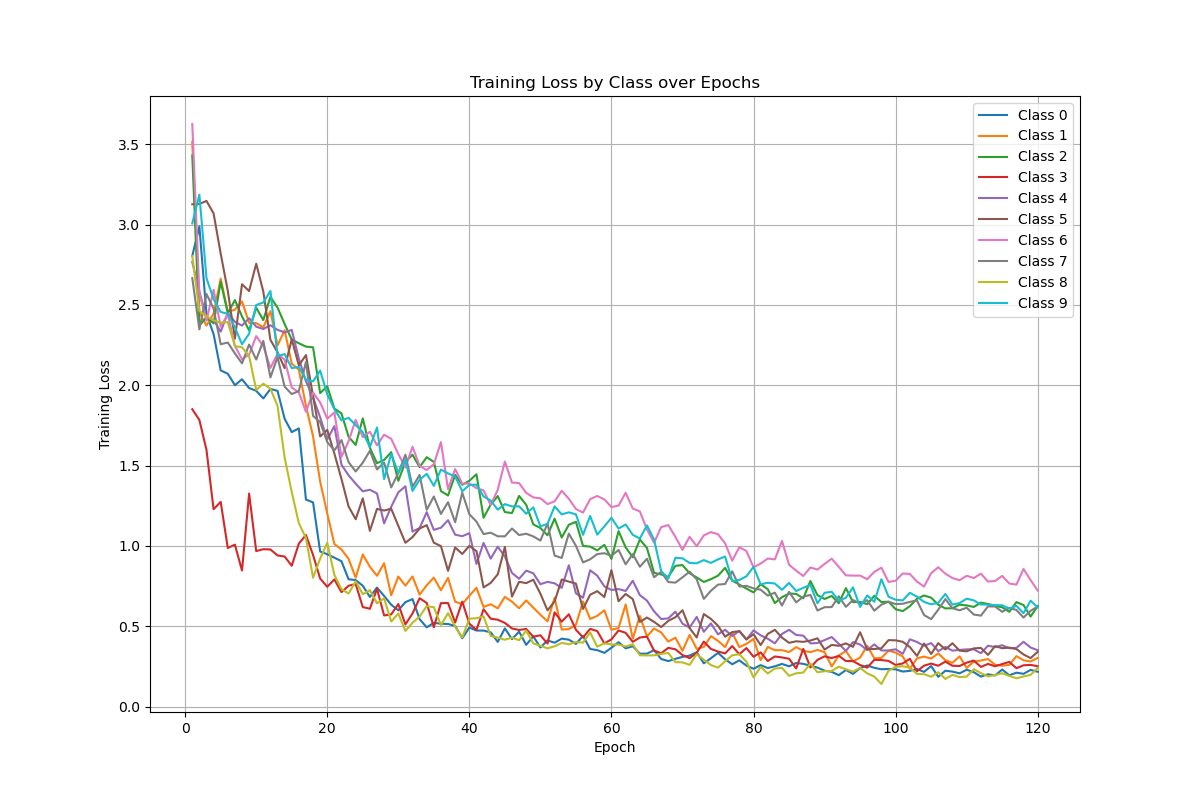 Training Loss by Class over Epochs
Class 0
Class 1
Class 2
Class 3
Class 4
Class 5
Class 6
Class 7
Class 8
Class 9
3.5
3.0
2.5
2.0
1.5
1.0
0.5
0.0
Training Loss
0 20 40 60 80 100 120
Epoch